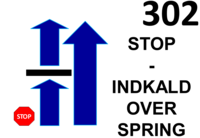 302
STOP
-
INDKALD
OVER
SPRING
STOP